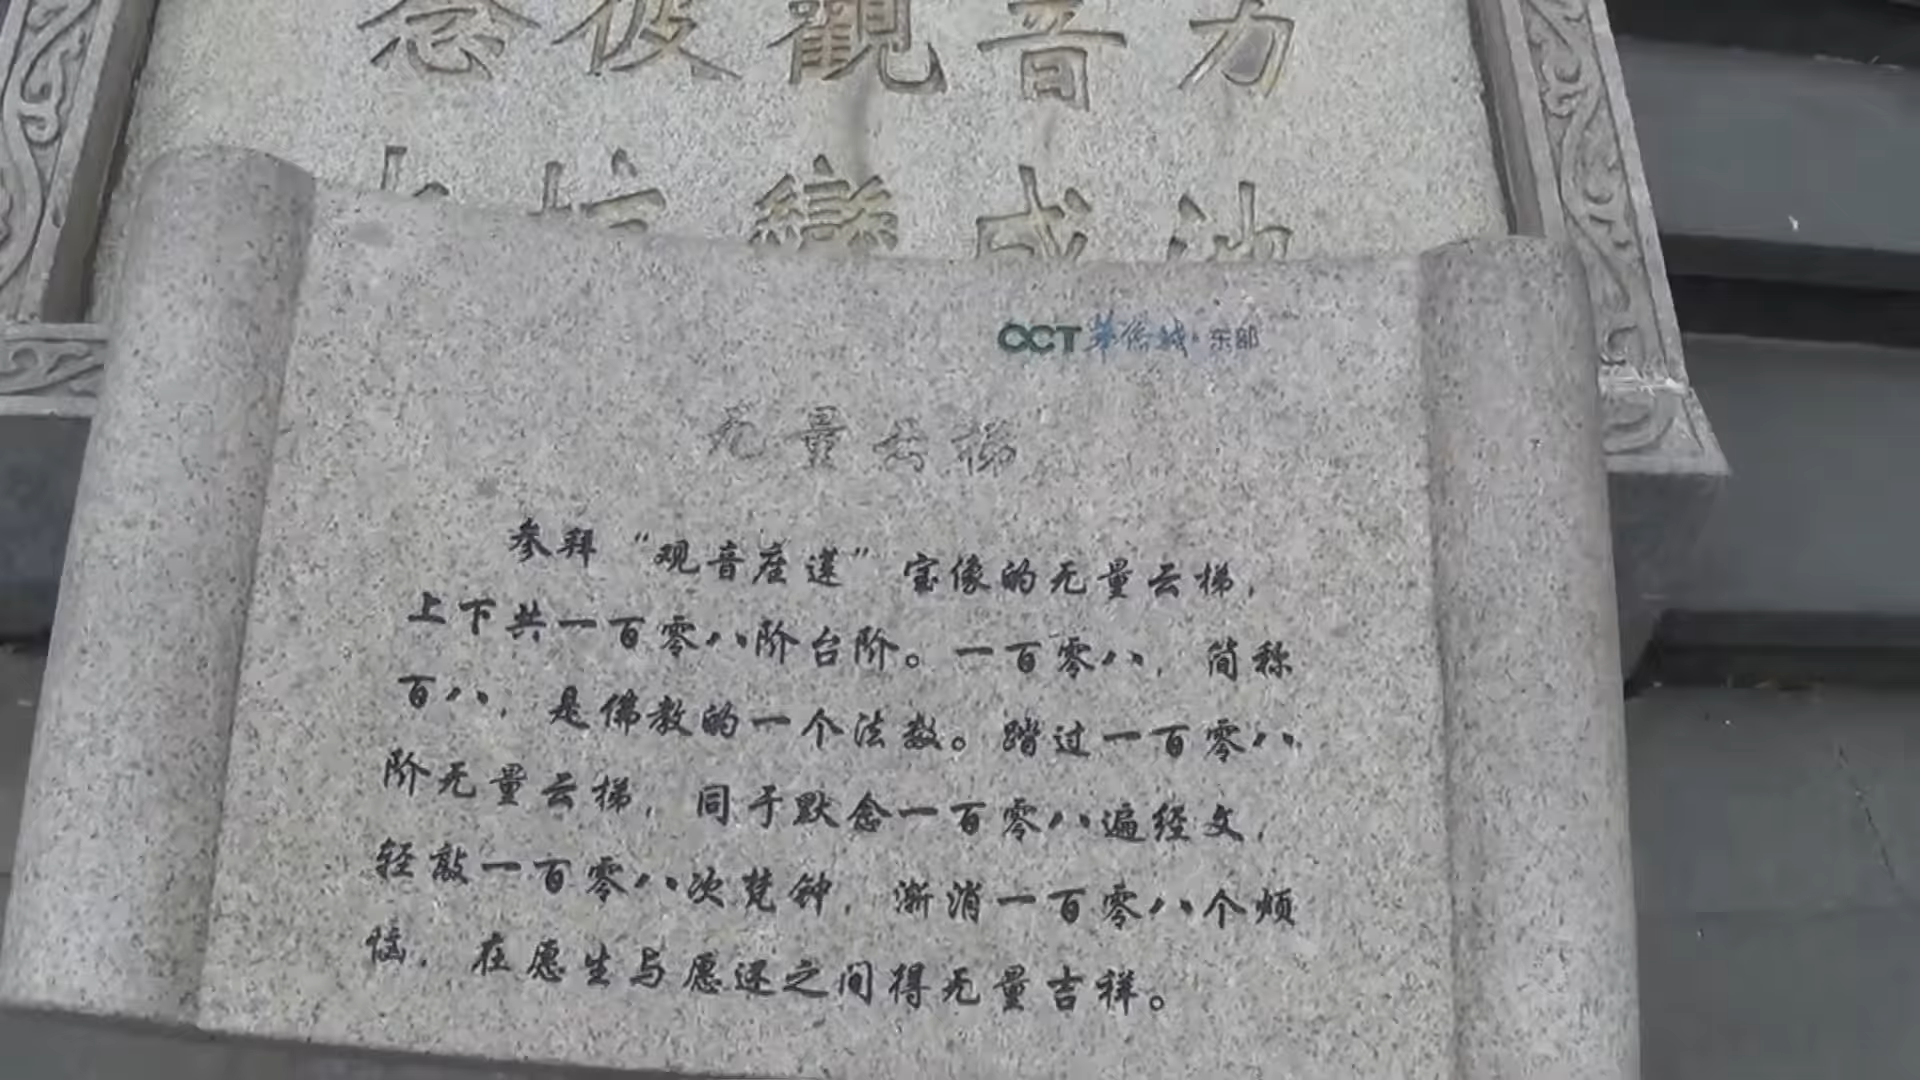 念彼觀音力
變成池
OCT 华侨城·东部
无量云梯
参拜“观音座莲”宝像的无量云梯，
上下共一百零八阶台阶。一百零八，简称
百八，是佛教的一个法数。踏过一百零八
阶无量云梯，同于默念一百零八遍经文，
轻敲一百零八次梵钟，渐消一百零八个烦
恼，在愿生与愿还之间得无量吉祥。